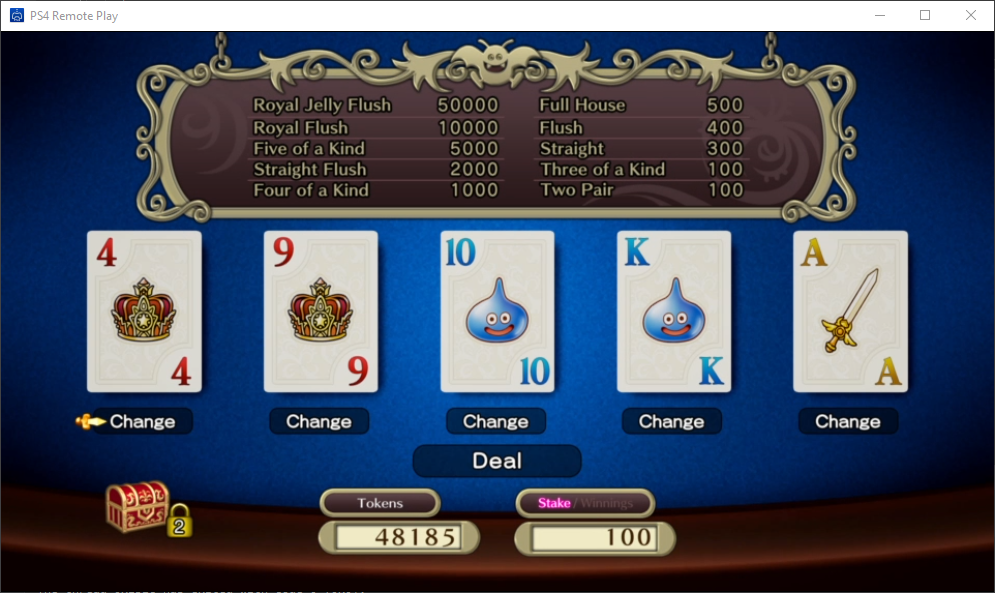 PS4 Remote Play
Royal Jelly Flush 50000 Full House 500
Royal Flush 10000 Flush 400
Five of a Kind 5000 Straight 300
Straight Flush 2000 Three of a Kind 100
Four of a Kind 1000 Two Pair 100
4 9 10 K A
4 9 10 K A
Change Change Change Change Change
Deal
Tokens Stake / Winnings
2
48185 100